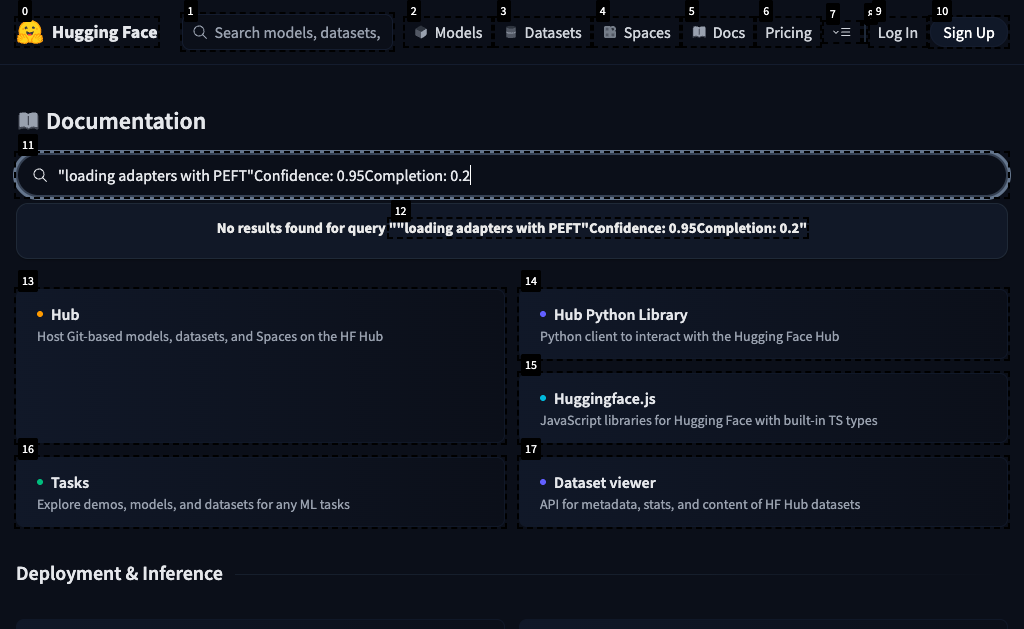 0 1 2 3 4 5 6 7 9 10
Hugging Face Search models, datasets, Models Datasets Spaces Docs Pricing Log In Sign Up
Documentation
11
"loading adapters with PEFT"Confidence: 0.95Completion: 0.2
12
No results found for query ""loading adapters with PEFT"Confidence: 0.95Completion: 0.2"
13
Hub
Host Git-based models, datasets, and Spaces on the HF Hub
14
Hub Python Library
Python client to interact with the Hugging Face Hub
15
Huggingface.js
JavaScript libraries for Hugging Face with built-in TS types
16
Tasks
Explore demos, models, and datasets for any ML tasks
17
Dataset viewer
API for metadata, stats, and content of HF Hub datasets
Deployment & Inference